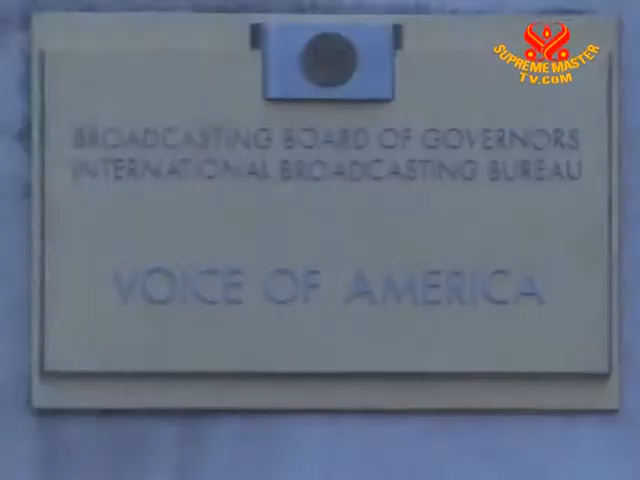 SUPREME MASTER
TV.COM
BROADCASTING BOARD OF GOVERNORS
INTERNATIONAL BROADCASTING BUREAU
VOICE OF AMERICA